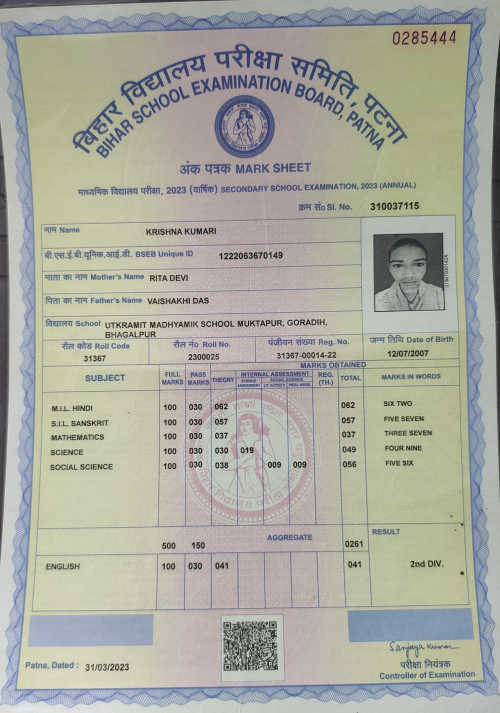 0285444
बिहार विद्यालय परीक्षा समिति, पटना
BIHAR SCHOOL EXAMINATION BOARD, PATNA
अंक पत्रक MARK SHEET
माध्यमिक विद्यालय परीक्षा, 2023 (वार्षिक) SECONDARY SCHOOL EXAMINATION, 2023 (ANNUAL)
क्रम सं० Sl. No. 310037115
नाम Name KRISHNA KUMARI
बी.एस.ई.बी यूनिक.आई.डी. BSEB Unique ID 1222063670149
माता का नाम Mother's Name RITA DEVI
पिता का नाम Father's Name VAISHAKHI DAS
विद्यालय School UTKRAMIT MADHYAMIK SCHOOL MUKTAPUR, GORADIH,
BHAGALPUR
रौल कोड Roll Code रौल नं० Roll No. पंजीयन संख्या Reg. No. जन्म तिथि Date of Birth
31367 2300025 31367-00014-22 12/07/2007
MARKS OBTAINED
SUBJECT FULL MARKS PASS MARKS THEORY INTERNAL ASSESSMENT REG. (TH.) TOTAL MARKS IN WORDS
M.I.L. HINDI 100 030 062 062 SIX TWO
S.I.L. SANSKRIT 100 030 057 057 FIVE SEVEN
MATHEMATICS 100 030 037 037 THREE SEVEN
SCIENCE 100 030 030 019 049 FOUR NINE
SOCIAL SCIENCE 100 030 038 009 009 056 FIVE SIX
AGGREGATE RESULT
500 150 0261
ENGLISH 100 030 041 041 2nd DIV.
Sanjaya Kumar
Patna, Dated : 31/03/2023
परीक्षा नियंत्रक
Controller of Examination